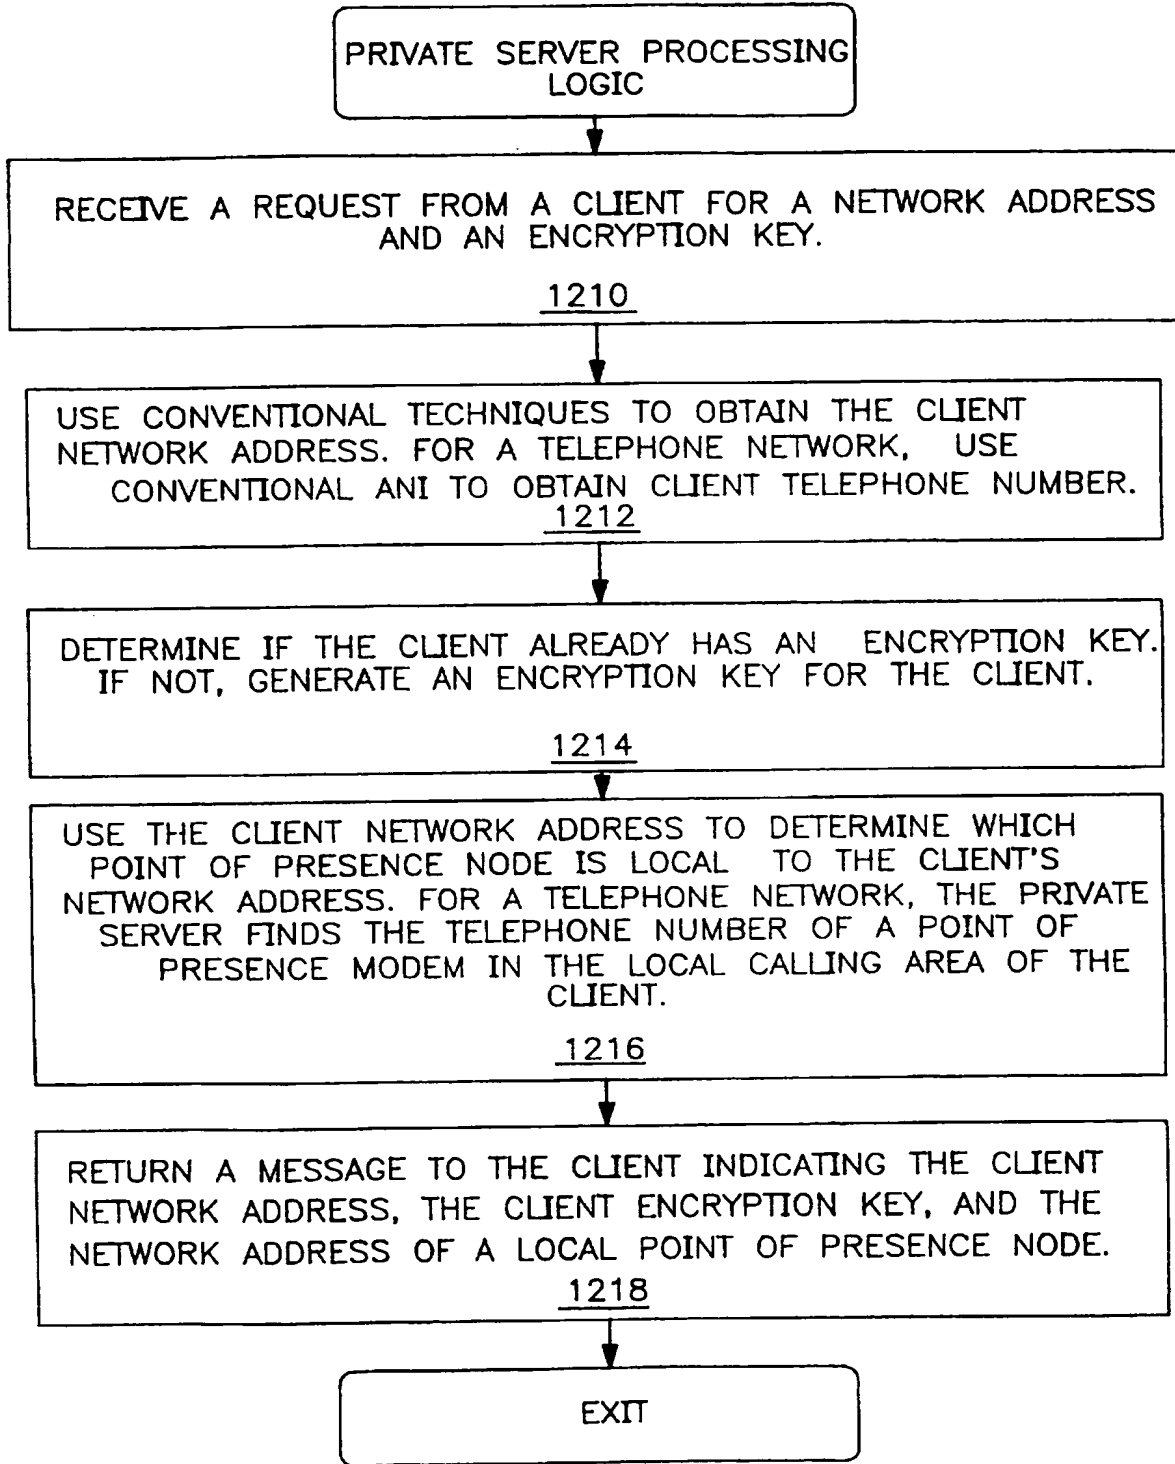 PRIVATE SERVER PROCESSING
LOGIC
RECEIVE A REQUEST FROM A CLIENT FOR A NETWORK ADDRESS
AND AN ENCRYPTION KEY.
1210
USE CONVENTIONAL TECHNIQUES TO OBTAIN THE CLIENT
NETWORK ADDRESS. FOR A TELEPHONE NETWORK, USE
CONVENTIONAL ANI TO OBTAIN CLIENT TELEPHONE NUMBER.
1212
DETERMINE IF THE CLIENT ALREADY HAS AN ENCRYPTION KEY.
IF NOT, GENERATE AN ENCRYPTION KEY FOR THE CLIENT.
1214
USE THE CLIENT NETWORK ADDRESS TO DETERMINE WHICH
POINT OF PRESENCE NODE IS LOCAL TO THE CLIENT'S
NETWORK ADDRESS. FOR A TELEPHONE NETWORK, THE PRIVATE
SERVER FINDS THE TELEPHONE NUMBER OF A POINT OF
PRESENCE MODEM IN THE LOCAL CALLING AREA OF THE
CLIENT.
1216
RETURN A MESSAGE TO THE CLIENT INDICATING THE CLIENT
NETWORK ADDRESS, THE CLIENT ENCRYPTION KEY, AND THE
NETWORK ADDRESS OF A LOCAL POINT OF PRESENCE NODE.
1218
EXIT